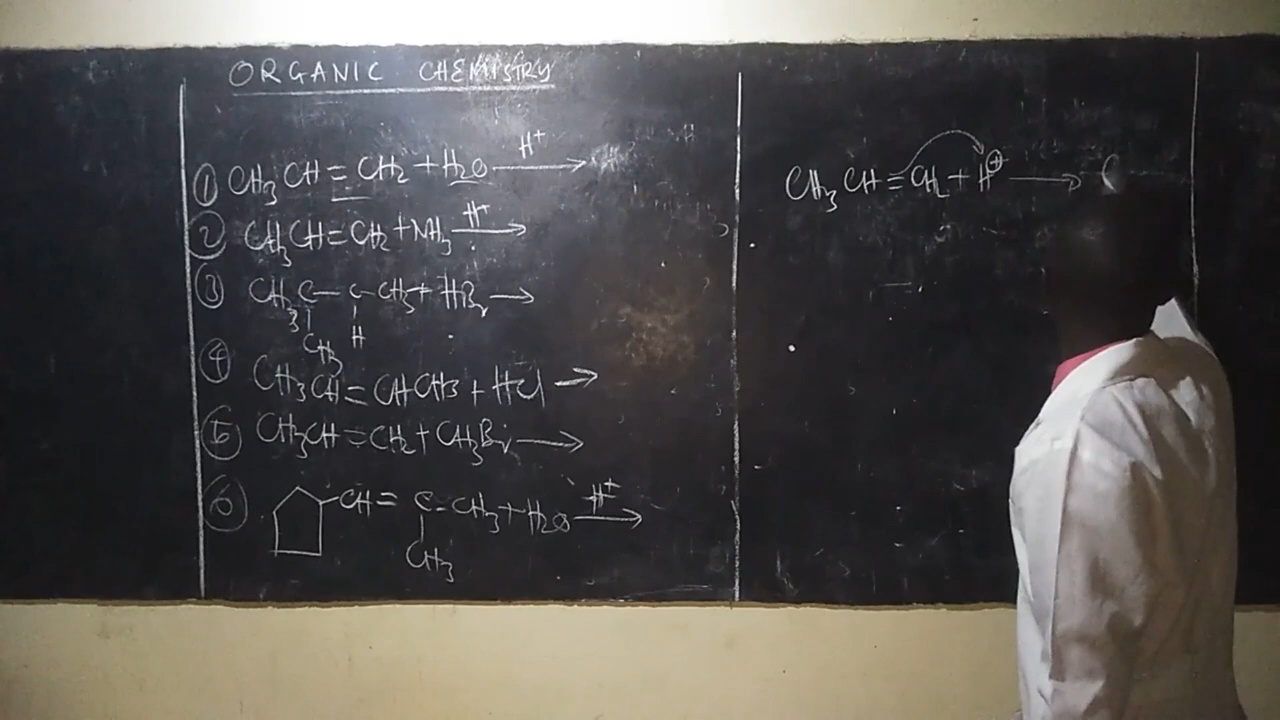 ORGANIC CHEMISTRY
① CH₃CH=CH₂+H₂O —H⁺→
② CH₃CH=CH₂+NH₃ —H⁺→
③ CH₃C–C–CH₃+HBr→
CH₃ H
④ CH₃CH=CHCH₃+HCl→
⑤ CH₃CH=CH₂+CH₃Br→
⑥ CH=C-CH₃+H₂O —H⁺→
CH₃
CH₃CH=CH₂+H⊕→ (